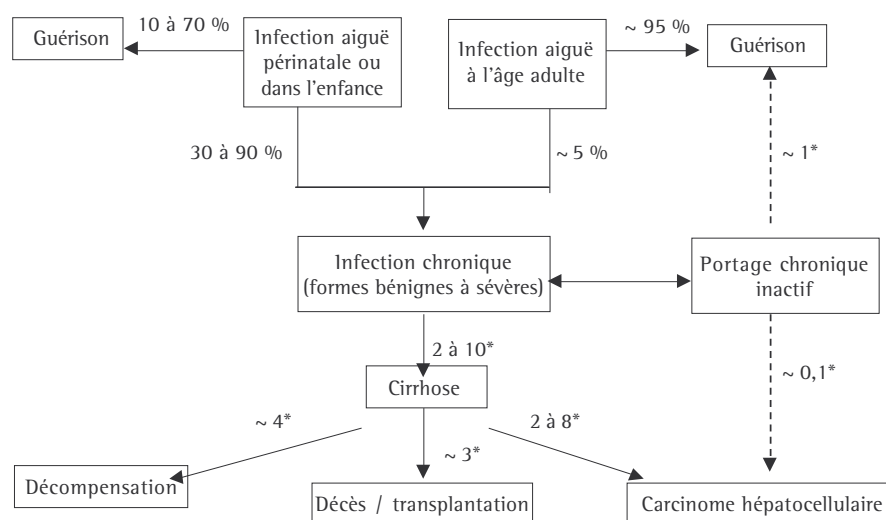 Guérison
10 à 70 %
Infection aiguë
périnatale ou
dans l'enfance
Infection aiguë
à l'âge adulte
~ 95 %
Guérison
30 à 90 %
~ 5 %
~ 1*
Infection chronique
(formes bénignes à sévères)
Portage chronique
inactif
2 à 10*
~ 0,1*
Cirrhose
~ 4*
~ 3*
2 à 8*
Décompensation
Décès / transplantation
Carcinome hépatocellulaire